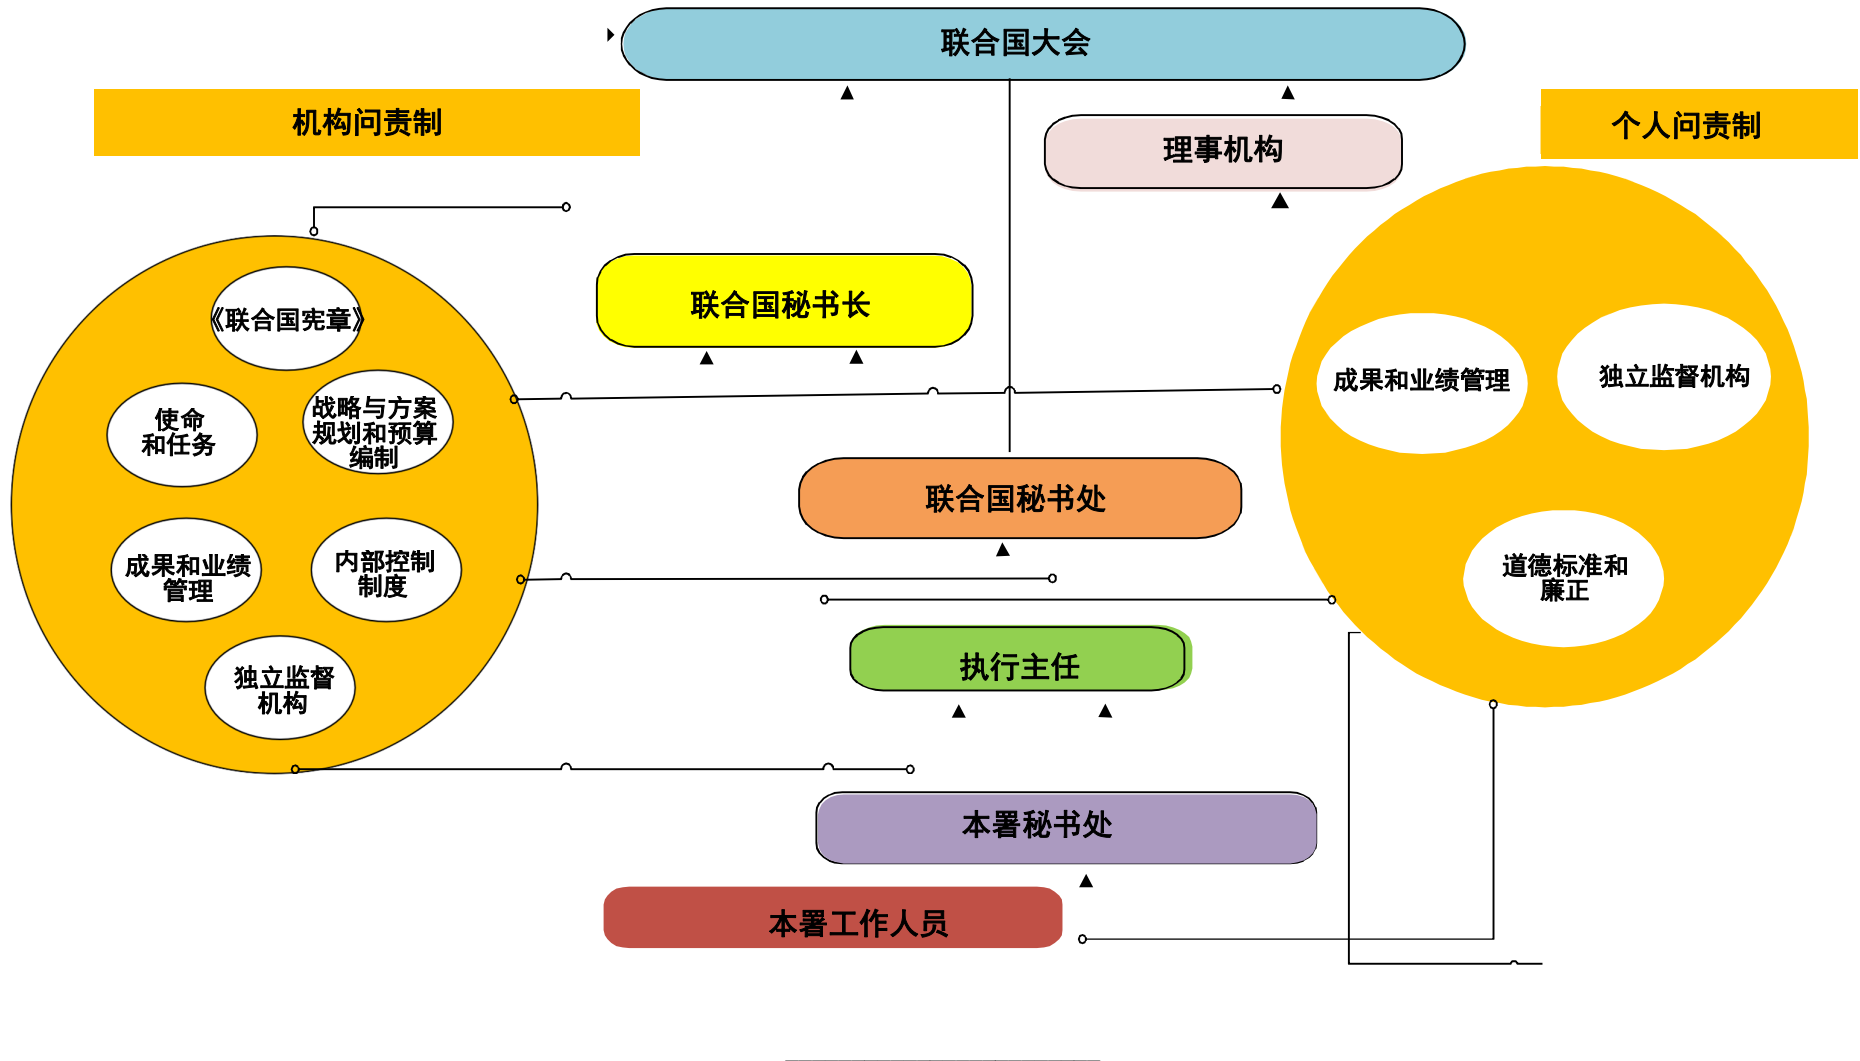 联合国大会
机构问责制
个人问责制
理事机构
联合国秘书长
《联合国宪章》
使命
和任务
战略与方案
规划和预算
编制
成果和业绩管理
独立监督机构
联合国秘书处
成果和业绩
管理
内部控制
制度
道德标准和
廉正
执行主任
独立监督
机构
本署秘书处
本署工作人员